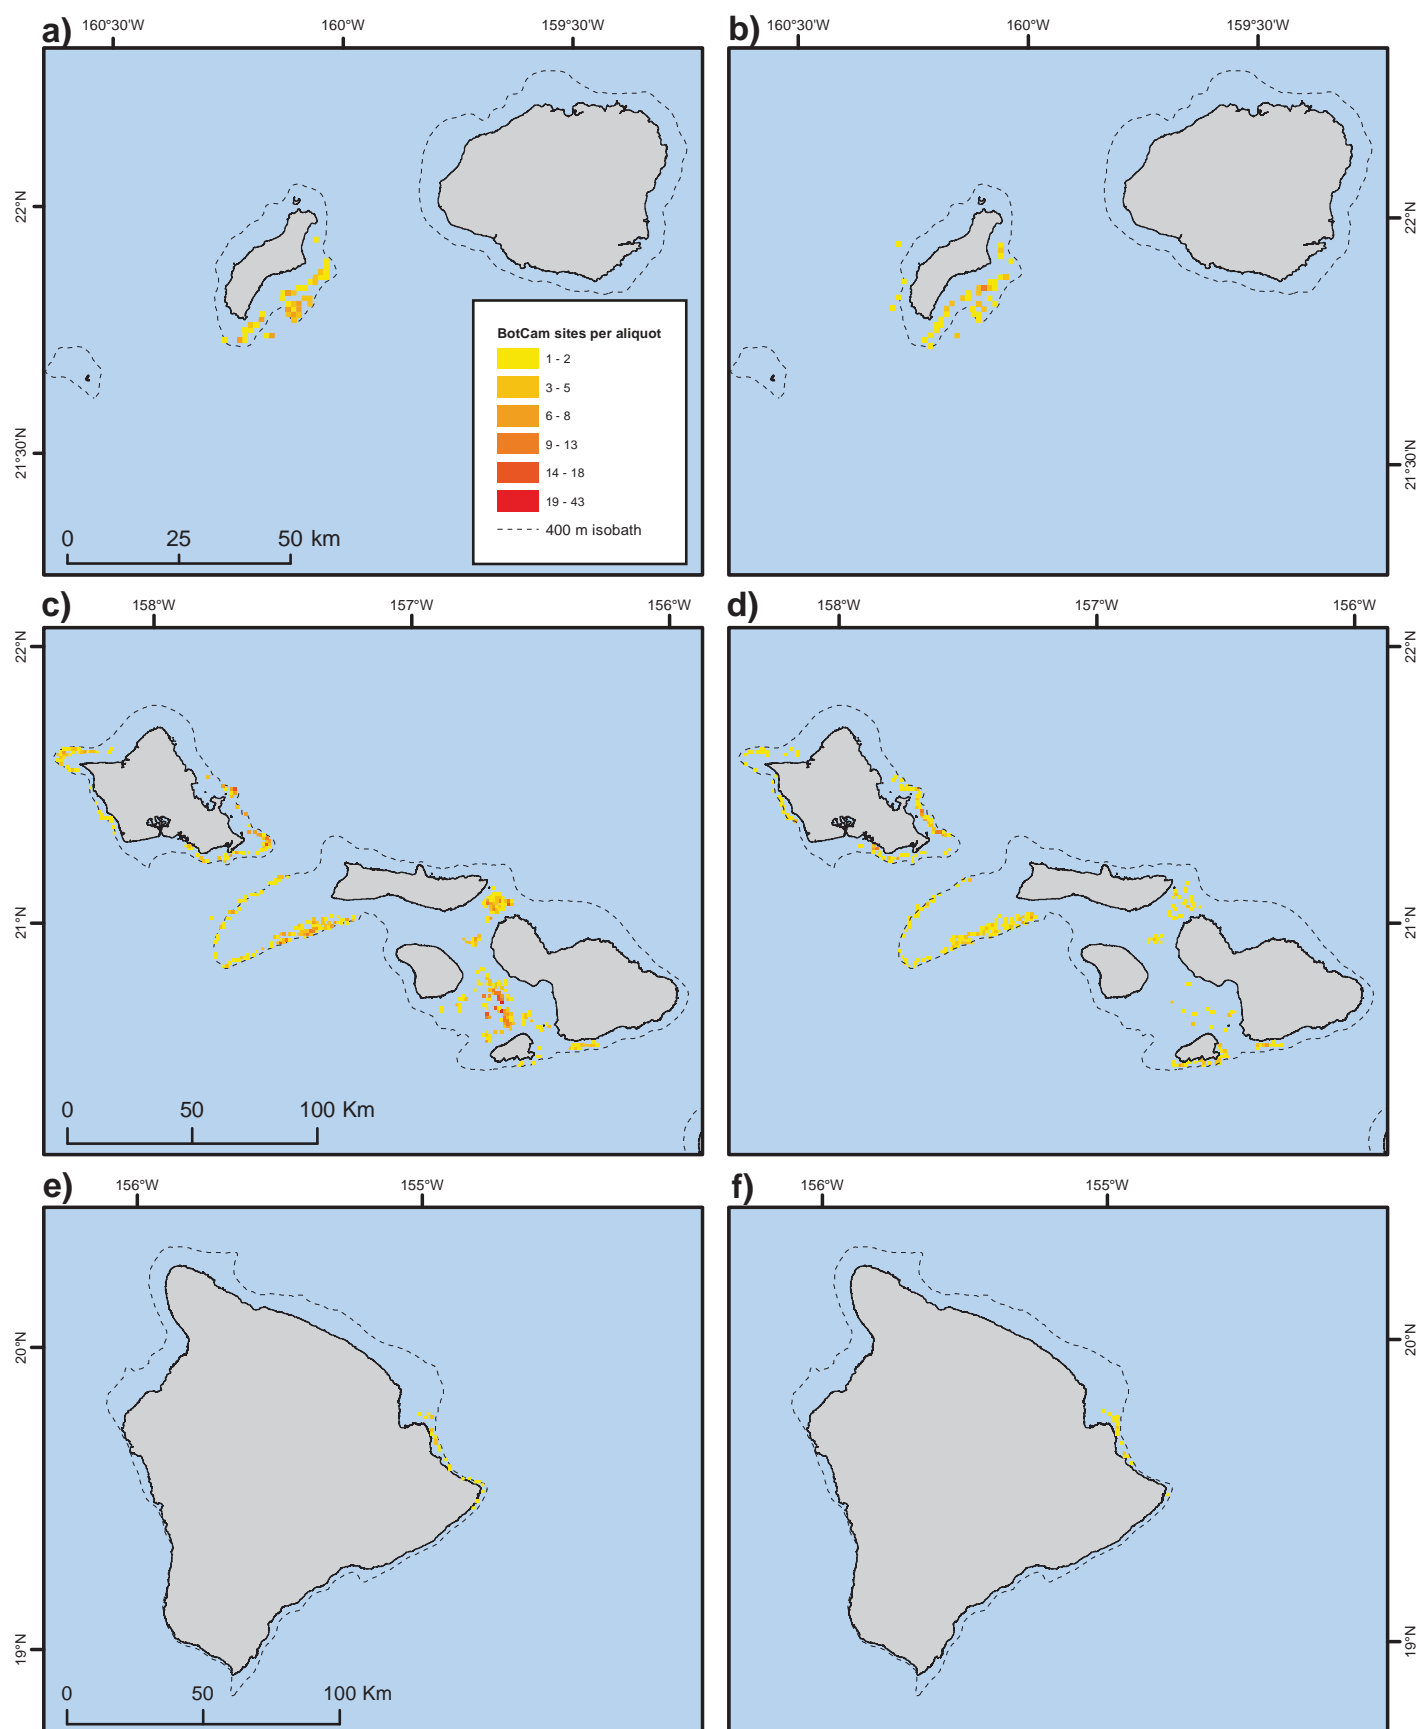 a)
160°30'W 160°W 159°30'W
b)
160°30'W 160°W 159°30'W
22°N
21°30'N
22°N
21°30'N
BotCam sites per aliquot
1 - 2
3 - 5
6 - 8
9 - 13
14 - 18
19 - 43
400 m isobath
0 25 50 km
c)
158°W 157°W 156°W
d)
158°W 157°W 156°W
22°N
21°N
22°N
21°N
0 50 100 Km
e)
156°W 155°W
f)
156°W 155°W
20°N
19°N
20°N
19°N
0 50 100 Km